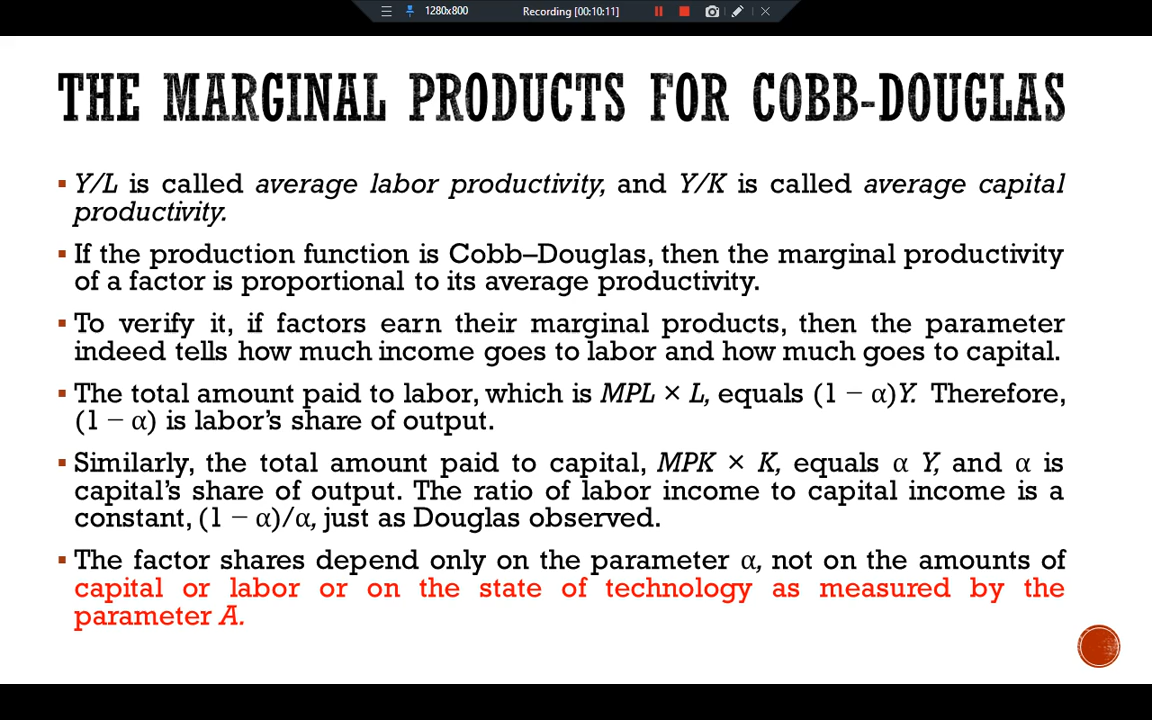 1280x800 Recording [00:10:11]
THE MARGINAL PRODUCTS FOR COBB-DOUGLAS
▪ Y/L is called average labor productivity, and Y/K is called average capital
productivity.
▪ If the production function is Cobb–Douglas, then the marginal productivity
of a factor is proportional to its average productivity.
▪ To verify it, if factors earn their marginal products, then the parameter
indeed tells how much income goes to labor and how much goes to capital.
▪ The total amount paid to labor, which is MPL × L, equals (1 − α)Y. Therefore,
(1 − α) is labor’s share of output.
▪ Similarly, the total amount paid to capital, MPK × K, equals α Y, and α is
capital’s share of output. The ratio of labor income to capital income is a
constant, (1 − α)/α, just as Douglas observed.
▪ The factor shares depend only on the parameter α, not on the amounts of
capital or labor or on the state of technology as measured by the
parameter A.